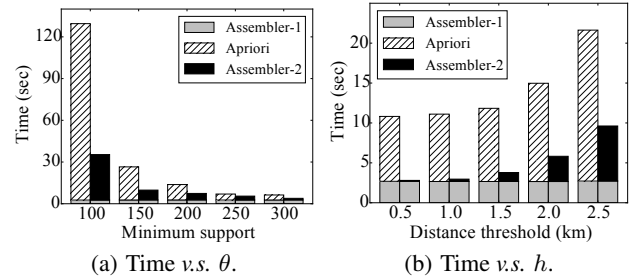 Time (sec)
120
90
60
30
0
Assembler-1
Apriori
Assembler-2
100 150 200 250 300
Minimum support
(a) Time v.s. θ.
Time (sec)
20
15
10
5
0
Assembler-1
Apriori
Assembler-2
0.5 1.0 1.5 2.0 2.5
Distance threshold (km)
(b) Time v.s. h.